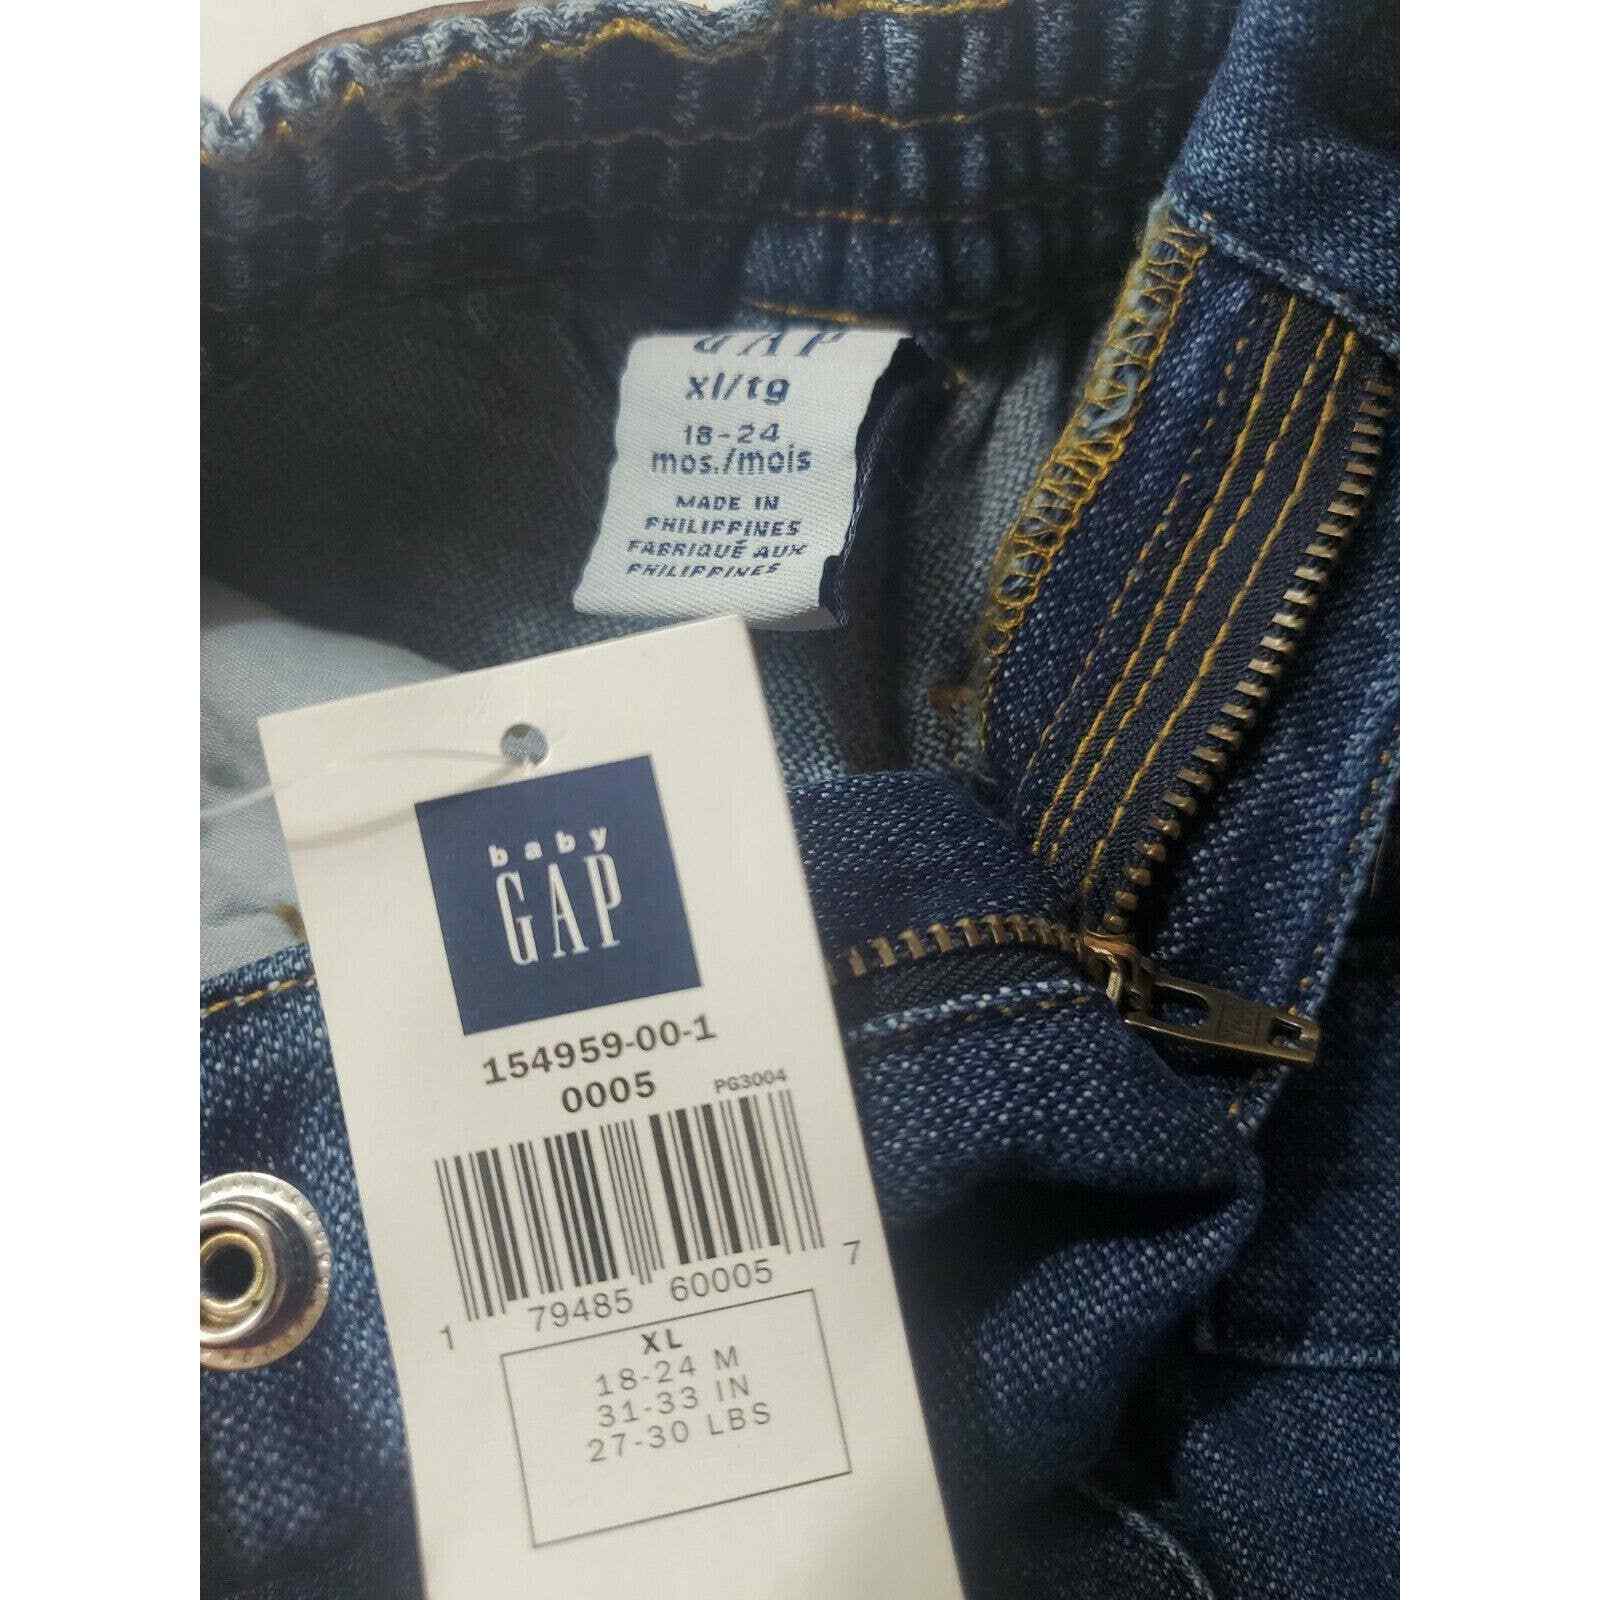 GAP
xl/tg
18-24
mos./mois
MADE IN
PHILIPPINES
FABRIQUÉ AUX
PHILIPPINES
baby
GAP
154959-00-1
0005 PG3004
1 79485 60005 7
XL
18-24 M
31-33 IN
27-30 LBS